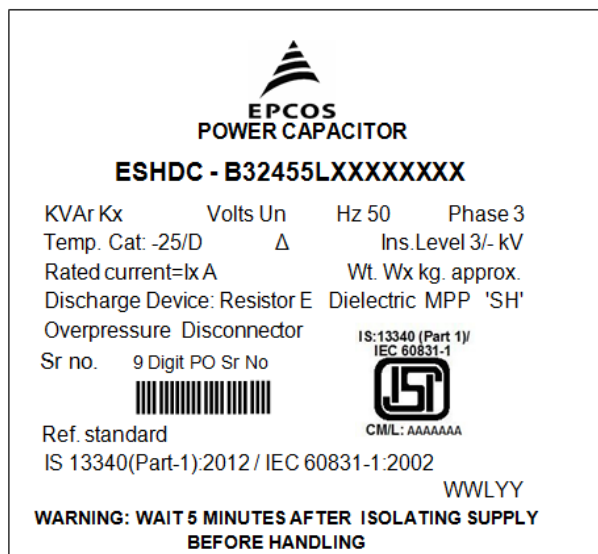 EPCOS
POWER CAPACITOR
ESHDC - B32455LXXXXXXXX
KVAr Kx Volts Un Hz 50 Phase 3
Temp. Cat: -25/D Δ Ins.Level 3/- kV
Rated current=Ix A Wt. Wx kg. approx.
Discharge Device: Resistor E Dielectric MPP 'SH'
Overpressure Disconnector
IS:13340 (Part 1)/
IEC 60831-1
Sr no. 9 Digit PO Sr No
ISI
CM/L: AAAAAAA
Ref. standard
IS 13340(Part-1):2012 / IEC 60831-1:2002
WWLYY
WARNING: WAIT 5 MINUTES AFTER ISOLATING SUPPLY
BEFORE HANDLING